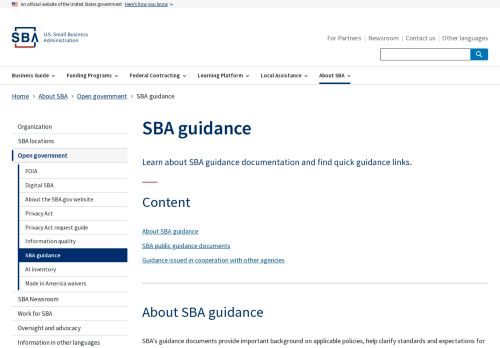 An official website of the United States government Here's how you know
SBA U.S. Small Business
Administration
For Partners | Newsroom | Contact us | Other languages
Business Guide Funding Programs Federal Contracting Learning Platform Local Assistance About SBA
Home > About SBA > Open government > SBA guidance
Organization
SBA locations
Open government
FOIA
Digital SBA
About the SBA.gov website
Privacy Act
Privacy Act request guide
Information quality
SBA guidance
AI inventory
Made in America waivers
SBA Newsroom
Work for SBA
Oversight and advocacy
Information in other languages
SBA guidance
Learn about SBA guidance documentation and find quick guidance links.
Content
About SBA guidance
SBA public guidance documents
Guidance issued in cooperation with other agencies
About SBA guidance
SBA's guidance documents provide important background on applicable policies, help clarify standards and expectations for